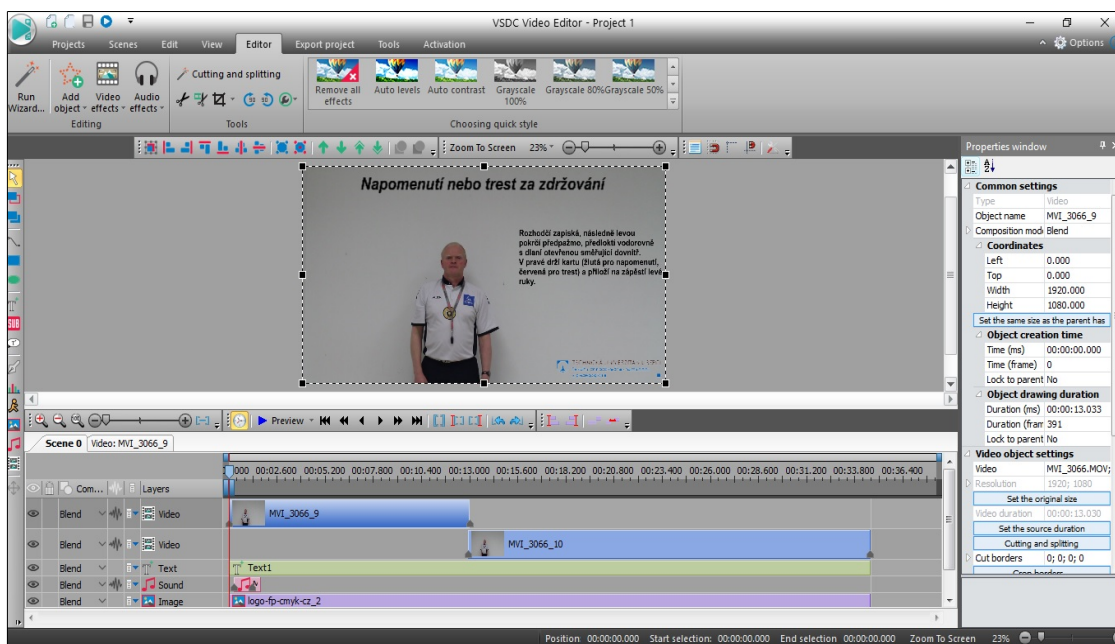 VSDC Video Editor - Project 1
Projects Scenes Edit View Editor Export project Tools Activation
Options
Run Wizard...
Add object
Video effects
Audio effects
Cutting and splitting
Remove all effects
Auto levels
Auto contrast
Grayscale 100%
Grayscale 80%
Grayscale 50%
Editing
Tools
Choosing quick style
Zoom To Screen 23%
Properties window
Napomenutí nebo trest za zdržování
Rozhodčí zapíská, následně levou
pokrčí předpažmo, předloktí vodorovně
s dlaní otevřenou směřující dovnitř.
V pravé drží kartu (žlutá pro napomenutí,
červená pro trest) a přiloží na zápěstí levé
ruky.
SUB
Common settings
Type Video
Object name MVI_3066_9
Composition mode Blend
Coordinates
Left 0.000
Top 0.000
Width 1920.000
Height 1080.000
Set the same size as the parent has
Object creation time
Time (ms) 00:00:00.000
Time (frame) 0
Lock to parent No
Object drawing duration
Duration (ms) 00:00:13.033
Duration (fram 391
Lock to parent No
Video object settings
Video MVI_3066.MOV;
Resolution 1920; 1080
Set the original size
Video duration 00:00:13.030
Set the source duration
Cutting and splitting
Cut borders 0; 0; 0; 0
Crop borders
Preview
Scene 0 Video: MVI_3066_9
000 00:02.600 00:05.200 00:07.800 00:10.400 00:13.000 00:15.600 00:18.200 00:20.800 00:23.400 00:26.000 00:28.600 00:31.200 00:33.800 00:36.400
Com... Layers
Blend Video MVI_3066_9
Blend Video MVI_3066_10
Blend Text Text1
Blend Sound
Blend Image logo-fp-cmyk-cz_2
Position: 00:00:00.000 Start selection: 00:00:00.000 End selection: 00:00:00.000 Zoom To Screen 23%